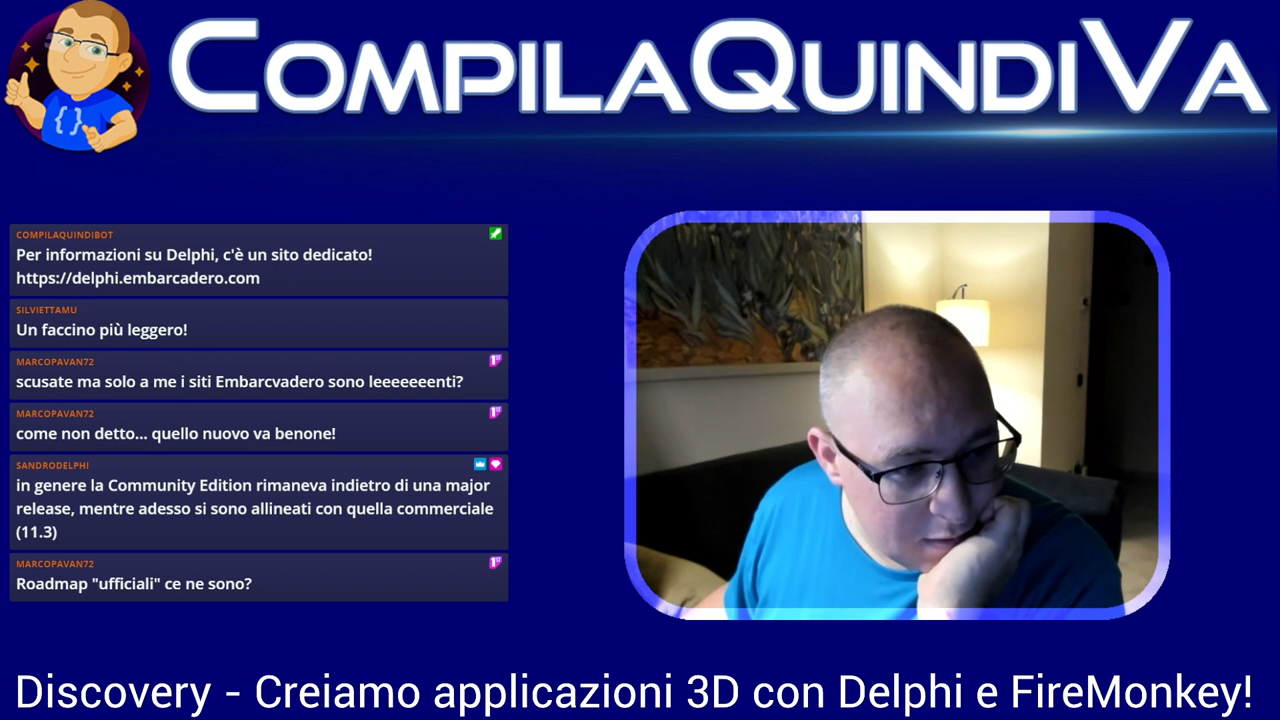 CompilaQuindiVa
{ }
COMPILAQUINDIBOT
Per informazioni su Delphi, c'è un sito dedicato!
https://delphi.embarcadero.com
SILVIETTAMU
Un faccino più leggero!
MARCOPAVAN72
1ST
scusate ma solo a me i siti Embarcvadero sono leeeeeeenti?
MARCOPAVAN72
1ST
come non detto... quello nuovo va benone!
SANDRODELPHI
in genere la Community Edition rimaneva indietro di una major
release, mentre adesso si sono allineati con quella commerciale
(11.3)
MARCOPAVAN72
1ST
Roadmap "ufficiali" ce ne sono?
Discovery - Creiamo applicazioni 3D con Delphi e FireMonkey!